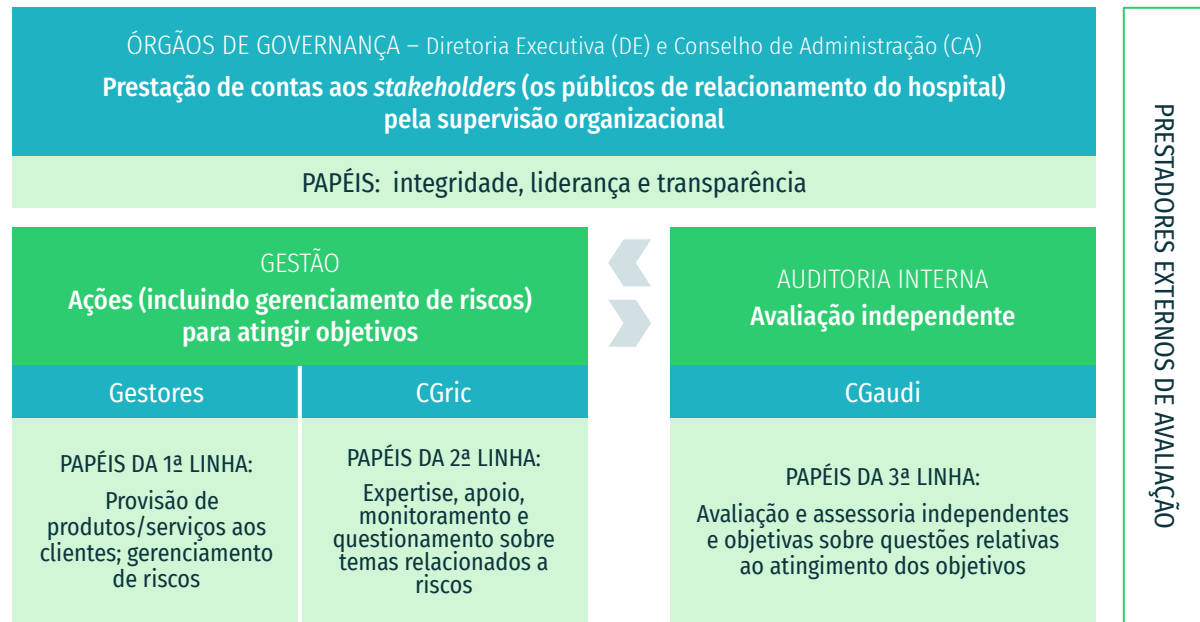 ÓRGÃOS DE GOVERNANÇA – Diretoria Executiva (DE) e Conselho de Administração (CA)
Prestação de contas aos stakeholders (os públicos de relacionamento do hospital)
pela supervisão organizacional
PAPÉIS: integridade, liderança e transparência
GESTÃO
Ações (incluindo gerenciamento de riscos)
para atingir objetivos
Gestores
PAPÉIS DA 1ª LINHA:
Provisão de
produtos/serviços aos
clientes; gerenciamento
de riscos
CGric
PAPÉIS DA 2ª LINHA:
Expertise, apoio,
monitoramento e
questionamento sobre
temas relacionados a
riscos
AUDITORIA INTERNA
Avaliação independente
CGaudi
PAPÉIS DA 3ª LINHA:
Avaliação e assessoria independentes
e objetivas sobre questões relativas
ao atingimento dos objetivos
PRESTADORES EXTERNOS DE AVALIAÇÃO